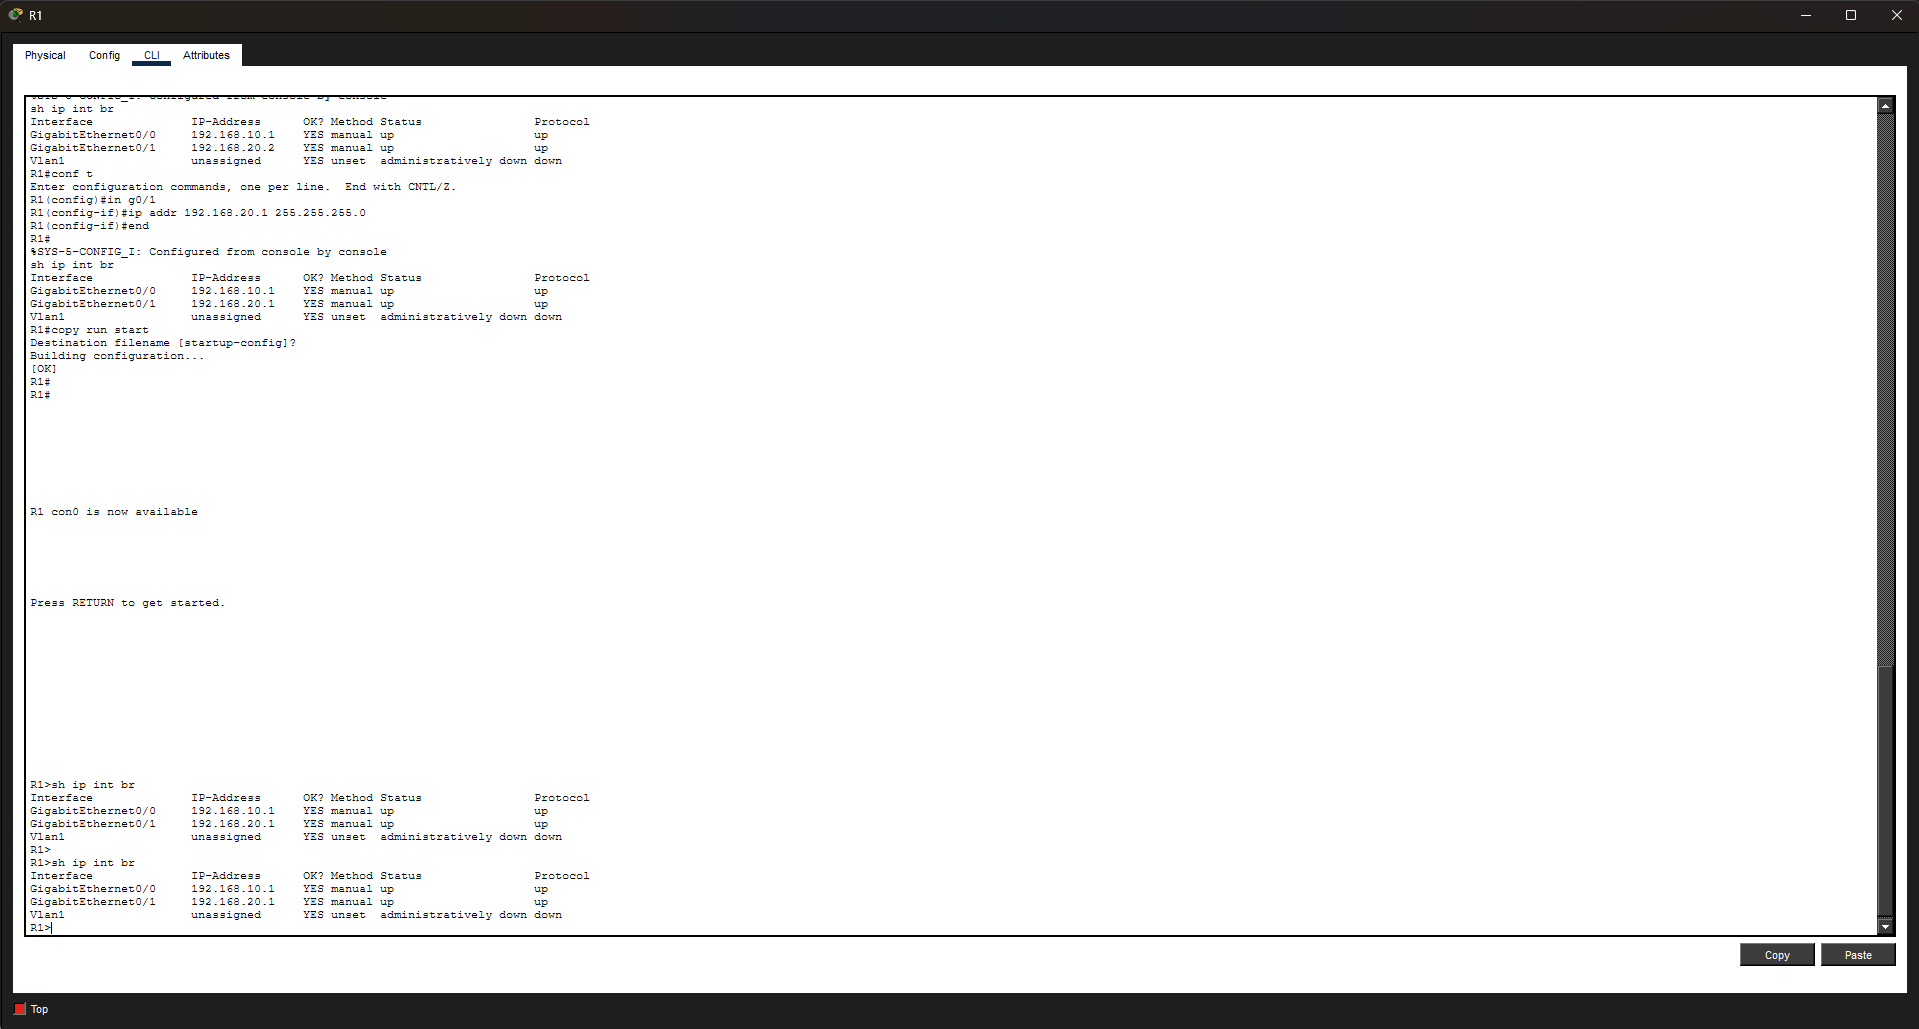 R1
Physical Config CLI Attributes
%SYS-5-CONFIG_I: Configured from console by console
sh ip int br
Interface IP-Address OK? Method Status Protocol
GigabitEthernet0/0 192.168.10.1 YES manual up up
GigabitEthernet0/1 192.168.20.2 YES manual up up
Vlan1 unassigned YES unset administratively down down
R1#conf t
Enter configuration commands, one per line. End with CNTL/Z.
R1(config)#in g0/1
R1(config-if)#ip addr 192.168.20.1 255.255.255.0
R1(config-if)#end
R1#
%SYS-5-CONFIG_I: Configured from console by console
sh ip int br
Interface IP-Address OK? Method Status Protocol
GigabitEthernet0/0 192.168.10.1 YES manual up up
GigabitEthernet0/1 192.168.20.1 YES manual up up
Vlan1 unassigned YES unset administratively down down
R1#copy run start
Destination filename [startup-config]?
Building configuration...
[OK]
R1#
R1#
R1 con0 is now available
Press RETURN to get started.
R1>sh ip int br
Interface IP-Address OK? Method Status Protocol
GigabitEthernet0/0 192.168.10.1 YES manual up up
GigabitEthernet0/1 192.168.20.1 YES manual up up
Vlan1 unassigned YES unset administratively down down
R1>
R1>sh ip int br
Interface IP-Address OK? Method Status Protocol
GigabitEthernet0/0 192.168.10.1 YES manual up up
GigabitEthernet0/1 192.168.20.1 YES manual up up
Vlan1 unassigned YES unset administratively down down
R1>
Copy Paste
Top